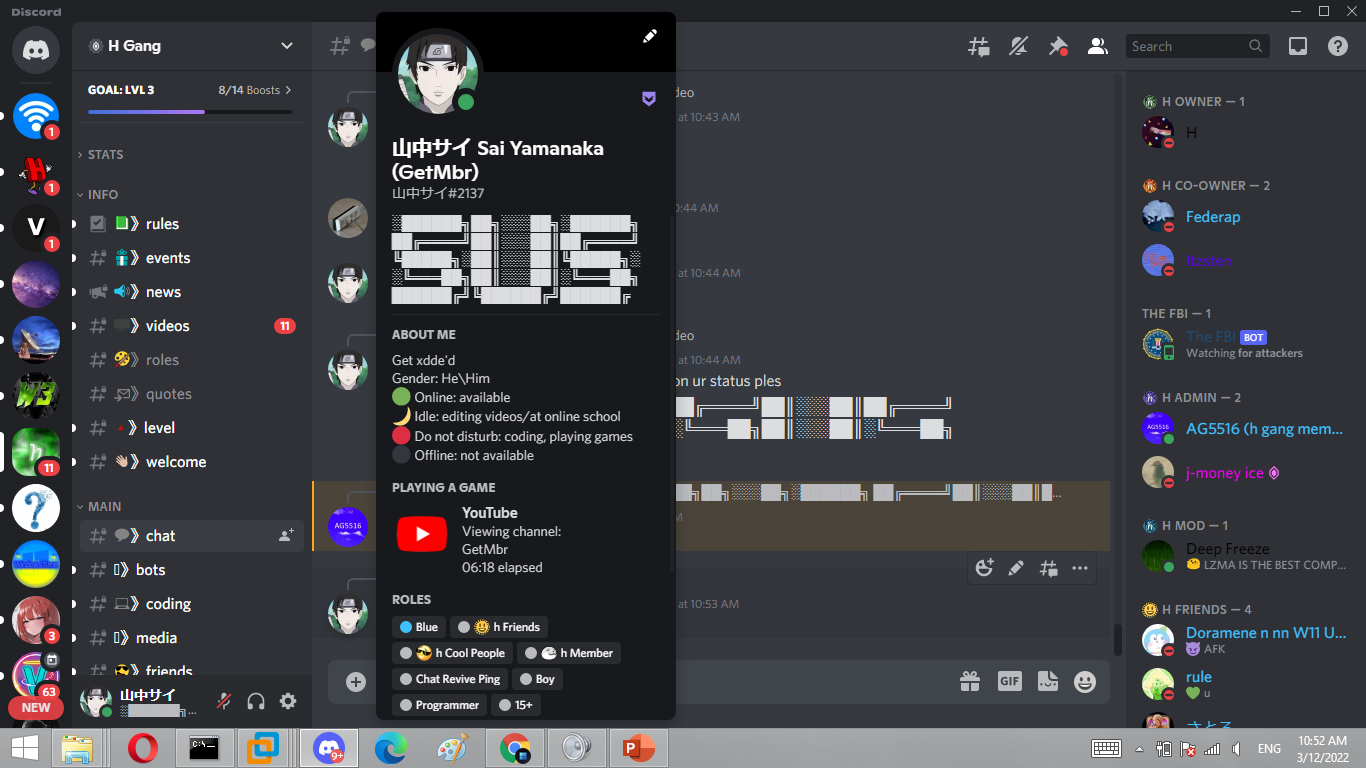 Discord
H Gang
GOAL: LVL 3 8/14 Boosts
STATS
INFO
rules
events
news
videos 11
roles
quotes
level
welcome
MAIN
chat
bots
coding
media
friends
山中サイ
1
1
1
V
W3
11
?
3
63
NEW
山中サイ Sai Yamanaka
(GetMbr)
山中サイ#2137
░██████╗██╗░░░██╗░██████╗
██╔════╝██║░░░██║██╔════╝
╚█████╗░██║░░░██║╚█████╗░
░╚═══██╗██║░░░██║░╚═══██╗
██████╔╝╚██████╔╝██████╔
ABOUT ME
Get xdde'd
Gender: He\Him
Online: available
Idle: editing videos/at online school
Do not disturb: coding, playing games
Offline: not available
PLAYING A GAME
YouTube
Viewing channel:
GetMbr
06:18 elapsed
ROLES
Blue h Friends
h Cool People h Member
Chat Revive Ping Boy
Programmer 15+
deo
at 10:43 AM
0:44 AM
at 10:44 AM
deo
at 10:44 AM
on ur status ples
██╔════╝██║░░░██║██╔════╝
░╚═══██╗██║░░░██║░╚═══██╗
██╗██╗░░░██╗░██████╗ ██╔════╝██║░░░██║█...
AG5516
at 10:53 AM
GIF
Search
H OWNER — 1
H
H CO-OWNER — 2
Federap
THE FBI — 1
The FBI BOT
Watching for attackers
H ADMIN — 2
AG5516
AG5516 (h gang mem...
j-money ice
H MOD — 1
Deep Freeze
LZMA IS THE BEST COMP...
H FRIENDS — 4
Doramene n nn W11 U...
AFK
rule
u
さとろ
9+
ENG
10:52 AM
3/12/2022